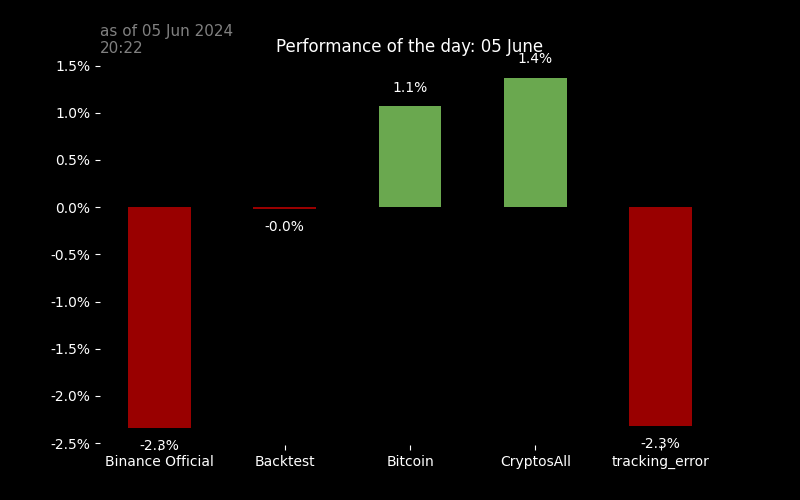 as of 05 Jun 2024
20:22
Performance of the day: 05 June
1.5%
1.0%
0.5%
0.0%
-0.5%
-1.0%
-1.5%
-2.0%
-2.5%
-2.3%
-0.0%
1.1%
1.4%
-2.3%
Binance Official
Backtest
Bitcoin
CryptosAll
tracking_error